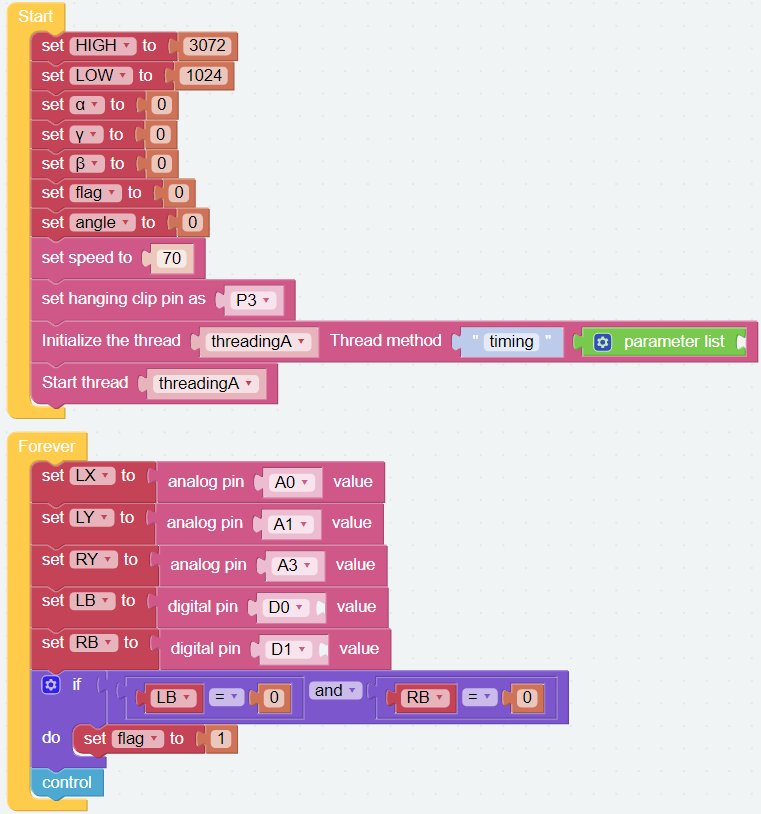 Start
set HIGH to 3072
set LOW to 1024
set α to 0
set γ to 0
set β to 0
set flag to 0
set angle to 0
set speed to 70
set hanging clip pin as P3
Initialize the thread threadingA Thread method " timing " parameter list
Start thread threadingA
Forever
set LX to analog pin A0 value
set LY to analog pin A1 value
set RY to analog pin A3 value
set LB to digital pin D0 value
set RB to digital pin D1 value
if LB = 0 and RB = 0
do set flag to 1
control